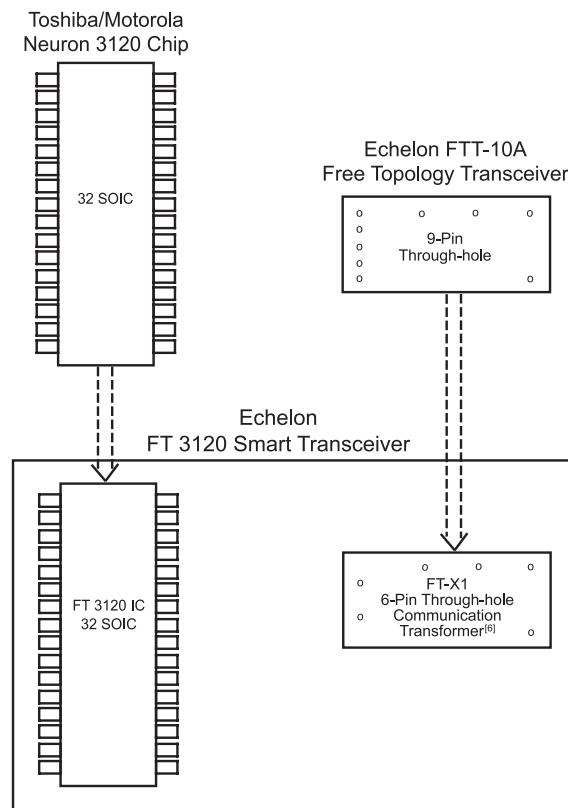 Toshiba/Motorola
Neuron 3120 Chip
32 SOIC
Echelon FTT-10A
Free Topology Transceiver
9-Pin
Through-hole
Echelon
FT 3120 Smart Transceiver
FT 3120 IC
32 SOIC
FT-X1
6-Pin Through-hole
Communication
Transformer[6]